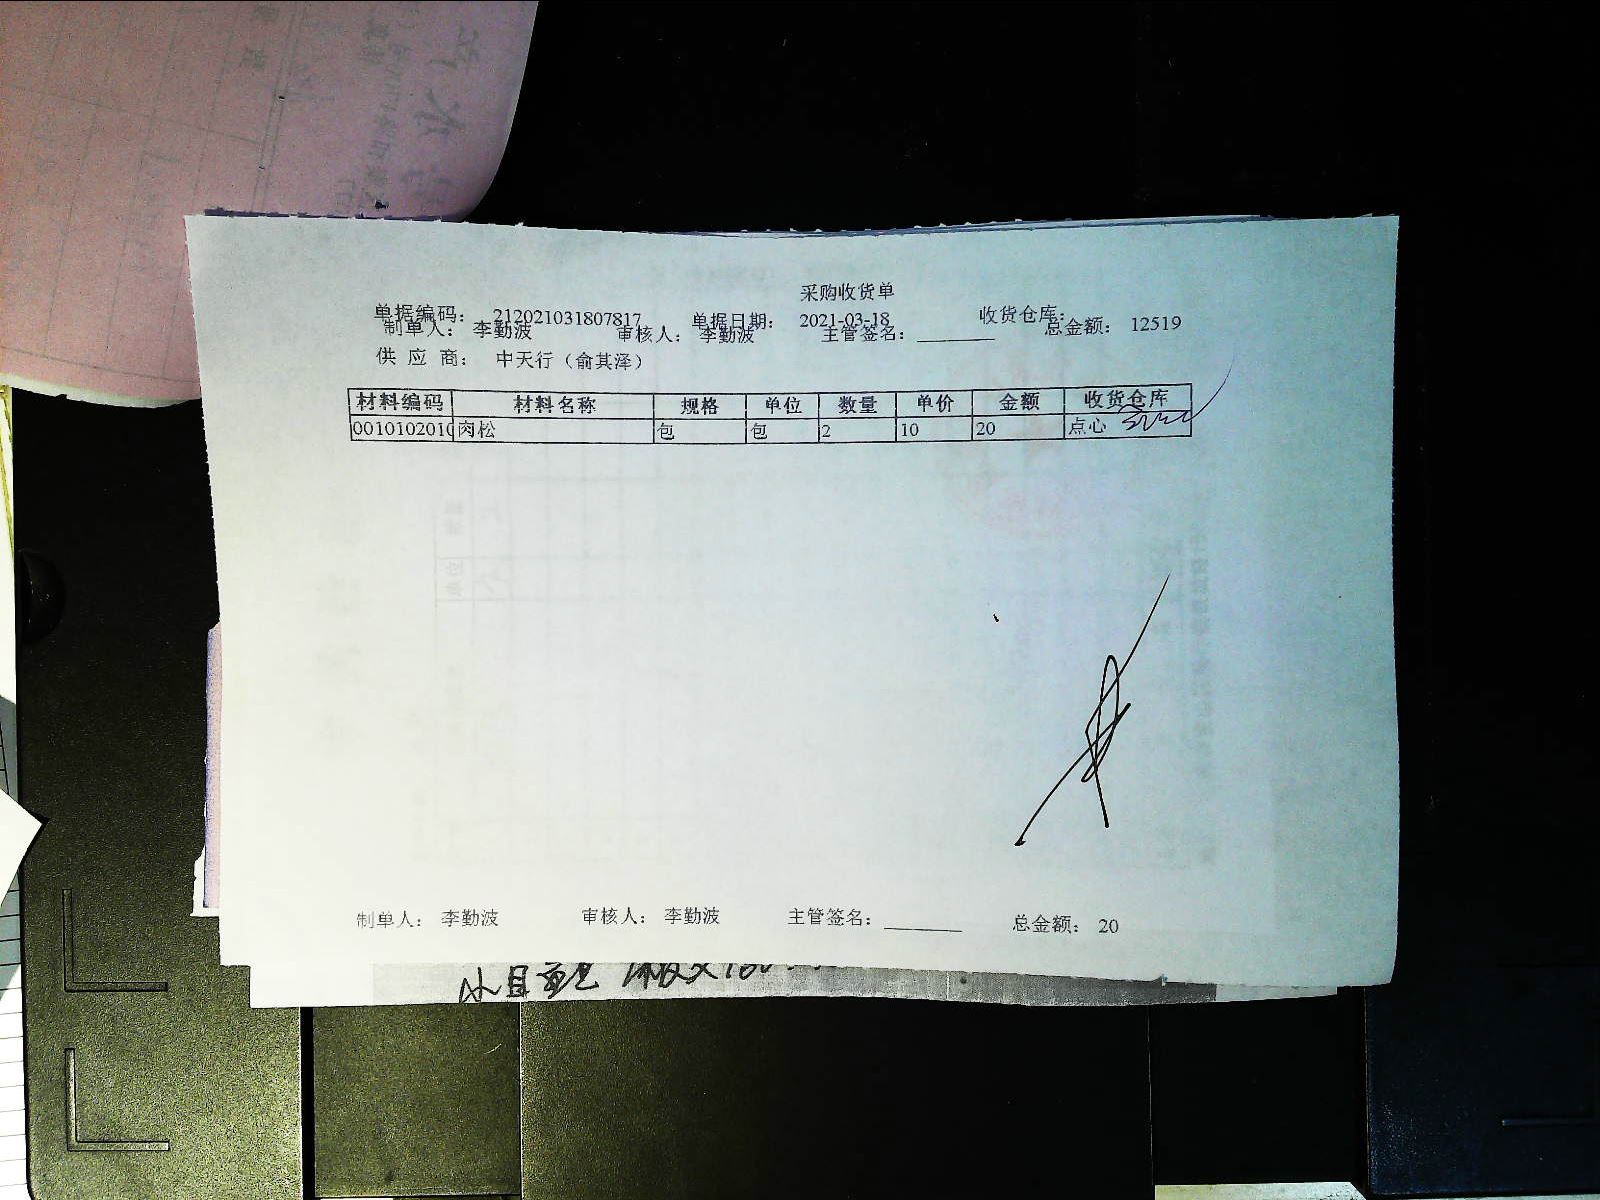 采购收货单
单据编码： 212021031807817 单据日期： 2021-03-18 收货仓库：
制单人： 李勤波 审核人： 李勤波 主管签名： 总金额： 12519
供 应 商： 中天行（俞其泽）
材料编码 材料名称 规格 单位 数量 单价 金额 收货仓库
0010102010 肉松 包 包 2 10 20 点心
制单人： 李勤波 审核人： 李勤波 主管签名： 总金额： 20